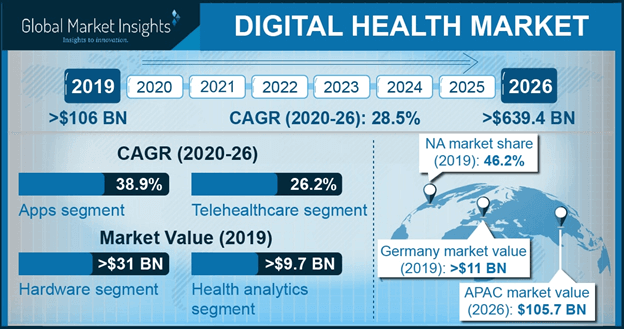 Global Market Insights
Insights to innovation.
DIGITAL HEALTH MARKET
2019 2020 2021 2022 2023 2024 2025 2026
>$106 BN CAGR (2020-26): 28.5% >$639.4 BN
CAGR (2020-26)
38.9% 26.2%
Apps segment Telehealthcare segment
Market Value (2019)
>$31 BN >$9.7 BN
Hardware segment Health analytics
segment
NA market share
(2019): 46.2%
Germany market value
(2019): >$11 BN
APAC market value
(2026): $105.7 BN